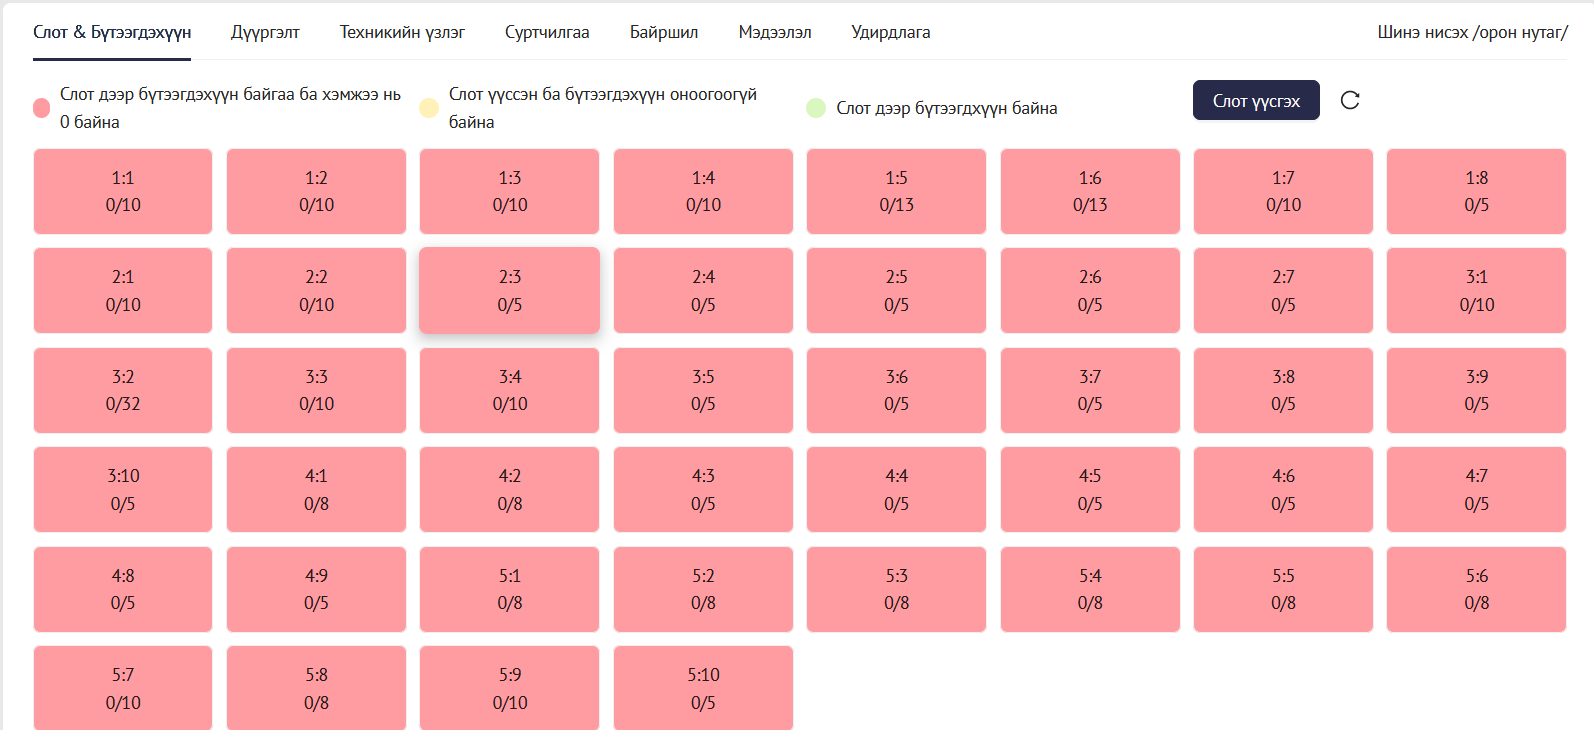 Слот & Бүтээгдэхүүн Дүүргэлт Техникийн үзлэг Суртчилгаа Байршил Мэдээлэл Удирдлага Шинэ нисэх /орон нутаг/
Слот дээр бүтээгдэхүүн байгаа ба хэмжээ нь
0 байна
Слот үүссэн ба бүтээгдэхүүн оноогоогүй
байна
Слот дээр бүтээгдхүүн байна
Слот үүсгэх
1:1 1:2 1:3 1:4 1:5 1:6 1:7 1:8
0/10 0/10 0/10 0/10 0/13 0/13 0/10 0/5
2:1 2:2 2:3 2:4 2:5 2:6 2:7 3:1
0/10 0/10 0/5 0/5 0/5 0/5 0/5 0/10
3:2 3:3 3:4 3:5 3:6 3:7 3:8 3:9
0/32 0/10 0/10 0/5 0/5 0/5 0/5 0/5
3:10 4:1 4:2 4:3 4:4 4:5 4:6 4:7
0/5 0/8 0/8 0/5 0/5 0/5 0/5 0/5
4:8 4:9 5:1 5:2 5:3 5:4 5:5 5:6
0/5 0/5 0/8 0/8 0/8 0/8 0/8 0/8
5:7 5:8 5:9 5:10
0/10 0/8 0/10 0/5